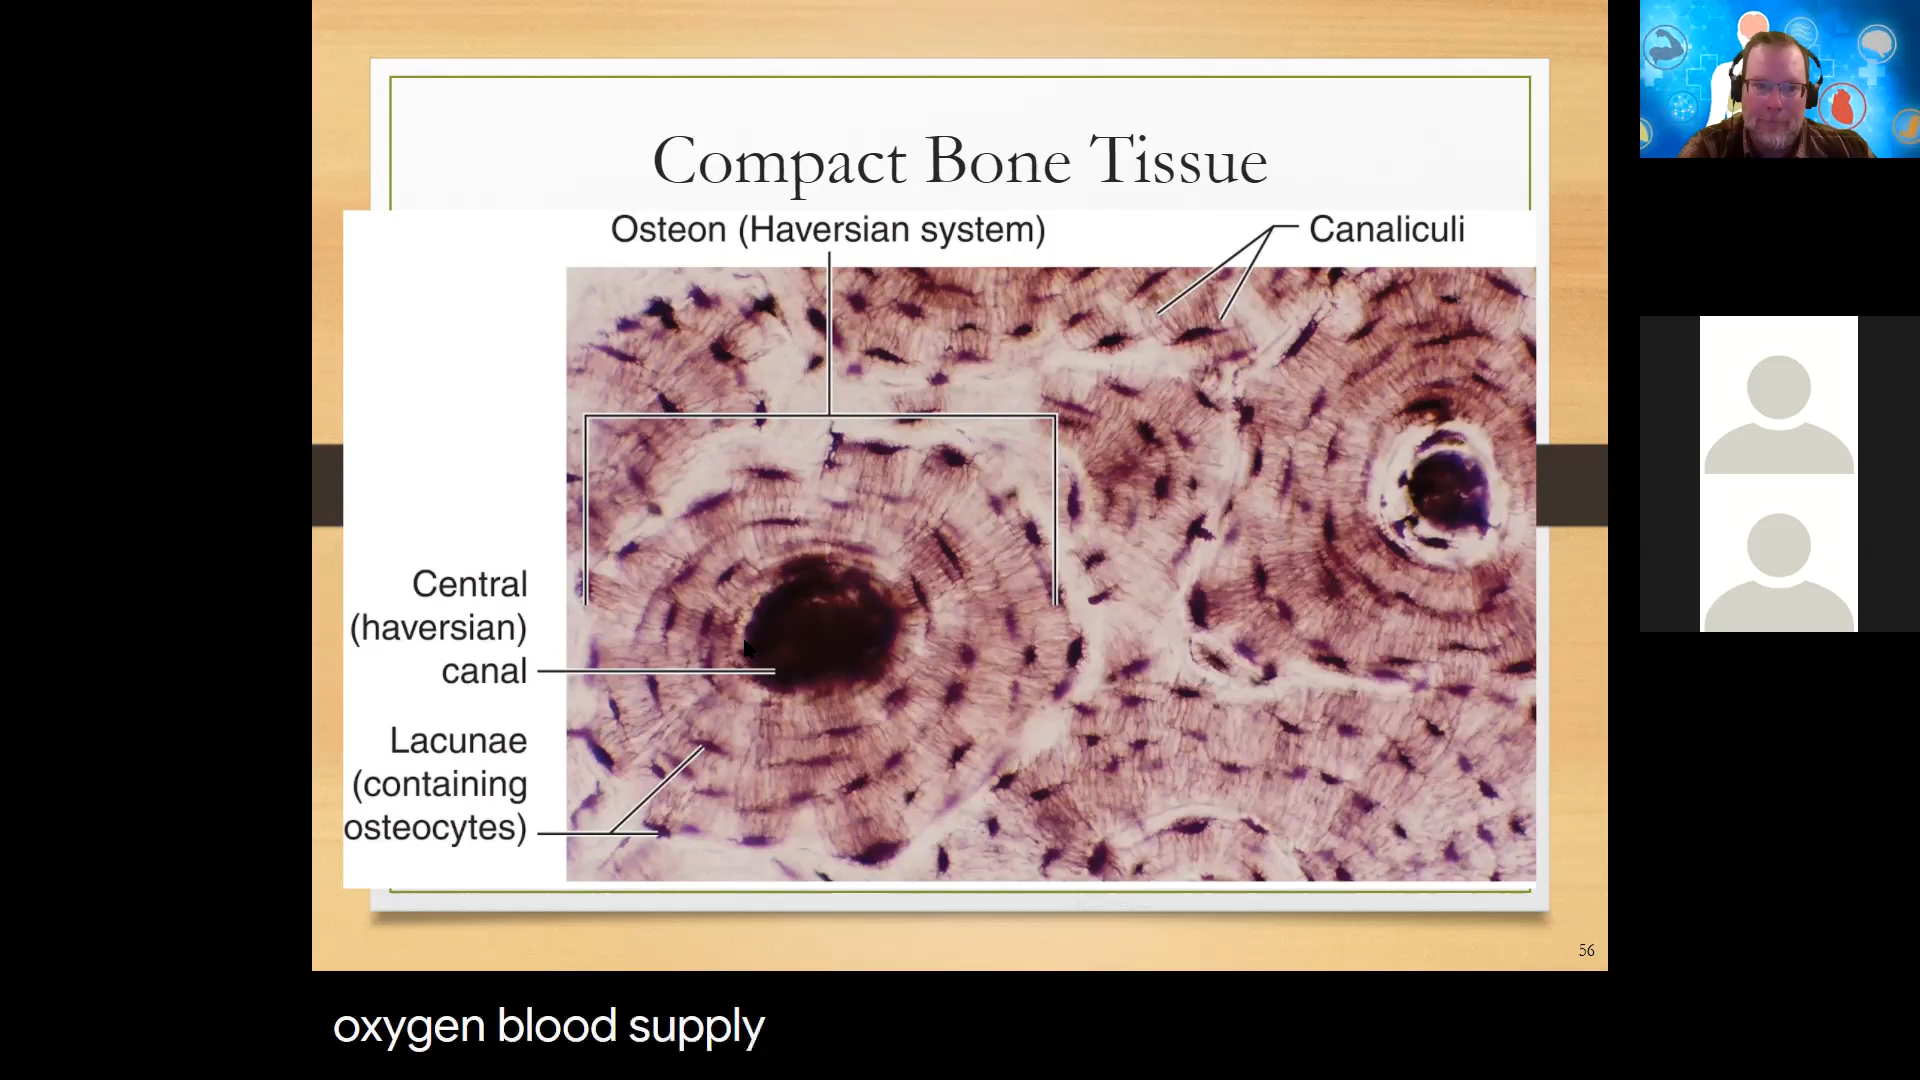 Compact Bone Tissue
Osteon (Haversian system)
Canaliculi
Central
(haversian)
canal
Lacunae
(containing
osteocytes)
56
oxygen blood supply